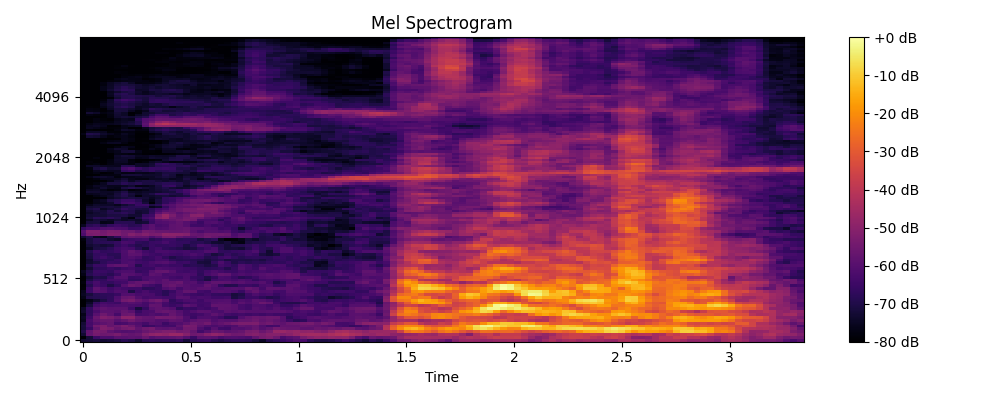 Mel Spectrogram
+0 dB
-10 dB
-20 dB
-30 dB
-40 dB
-50 dB
-60 dB
-70 dB
-80 dB
Hz
4096
2048
1024
512
0
0 0.5 1 1.5 2 2.5 3
Time